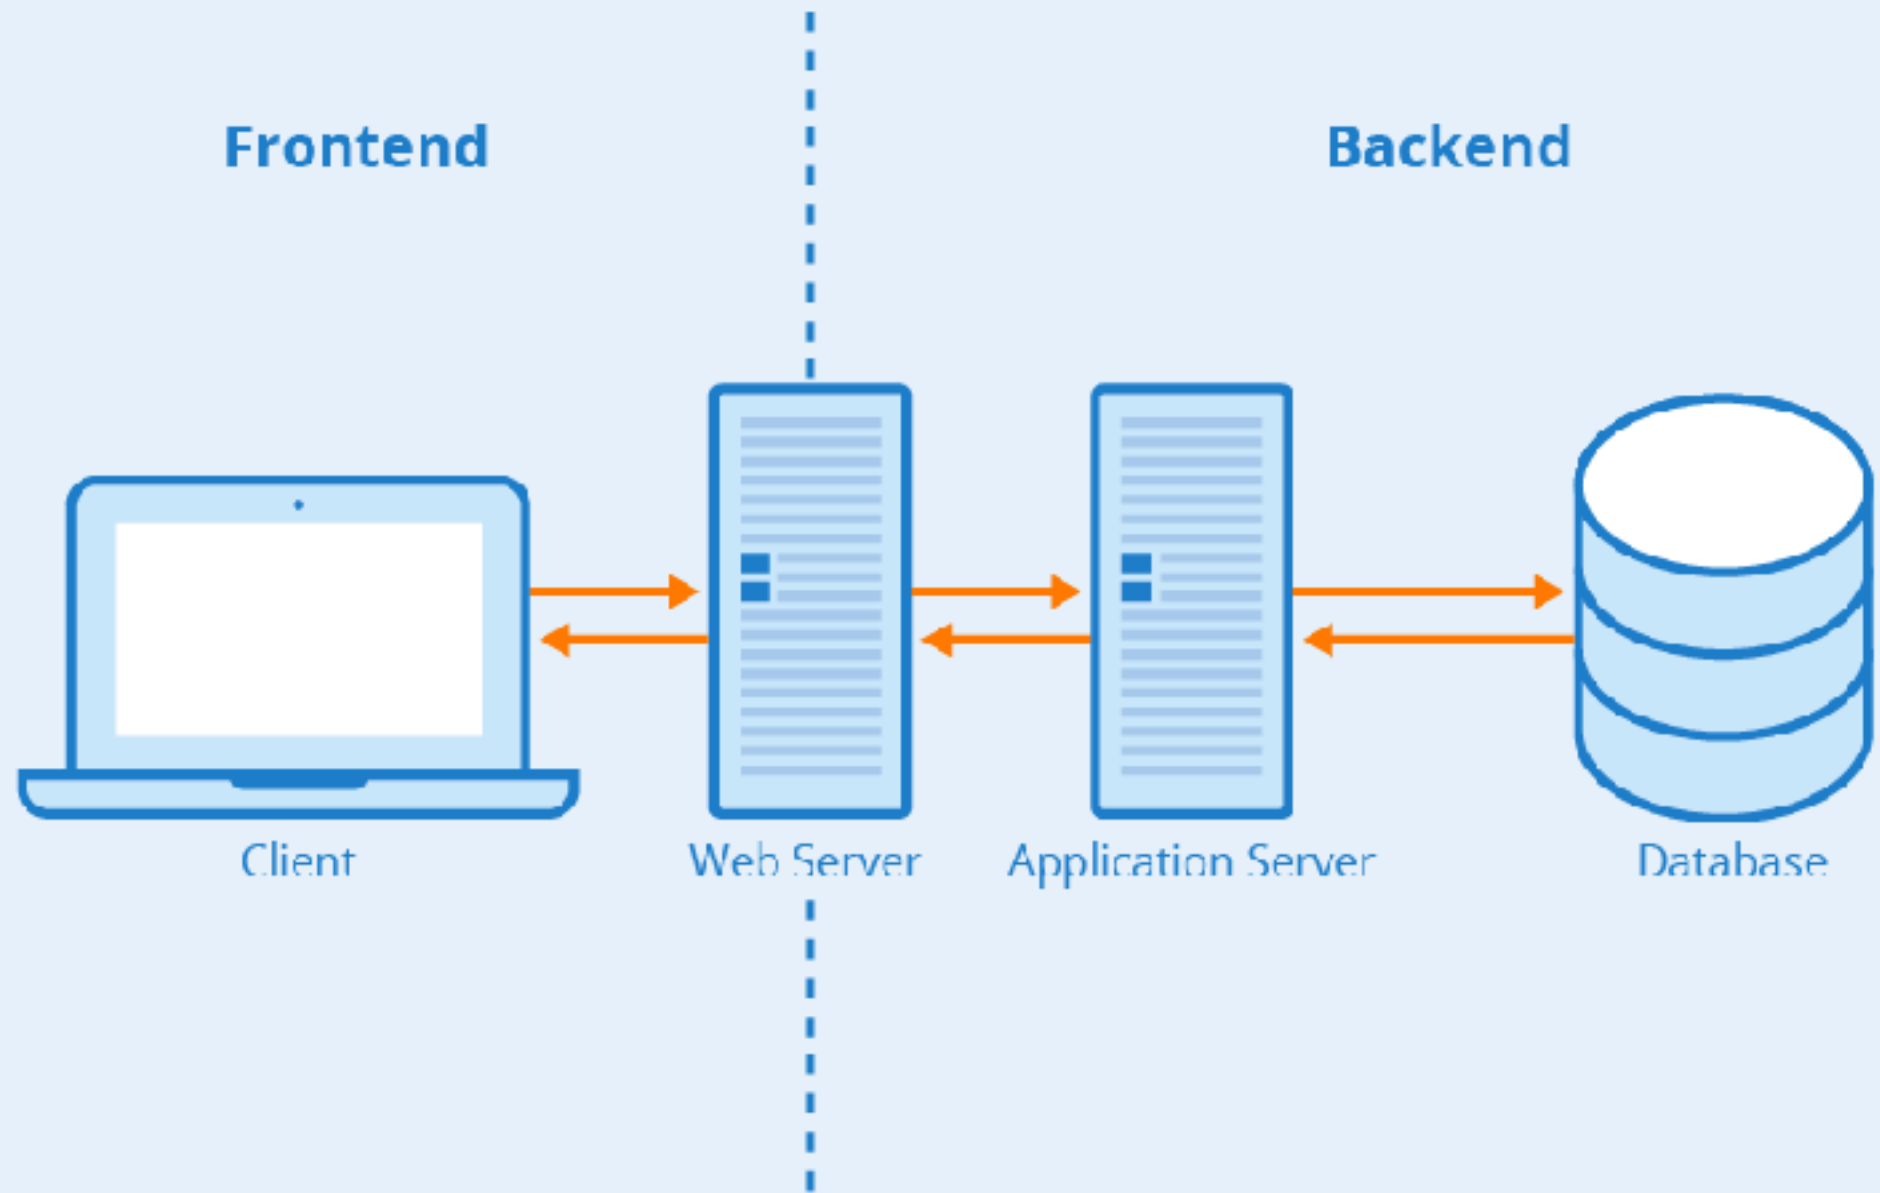 Frontend
Backend
Client
Web Server
Application Server
Database